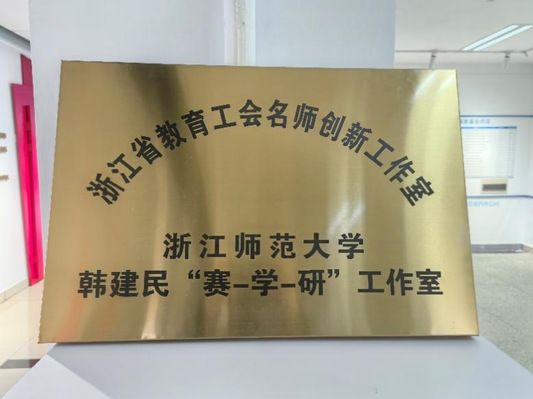 浙江省教育工会名师创新工作室
浙江师范大学
韩建民“赛-学-研”工作室